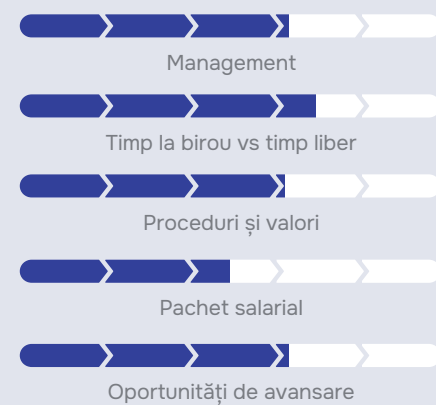 Management
Timp la birou vs timp liber
Proceduri și valori
Pachet salarial
Oportunități de avansare